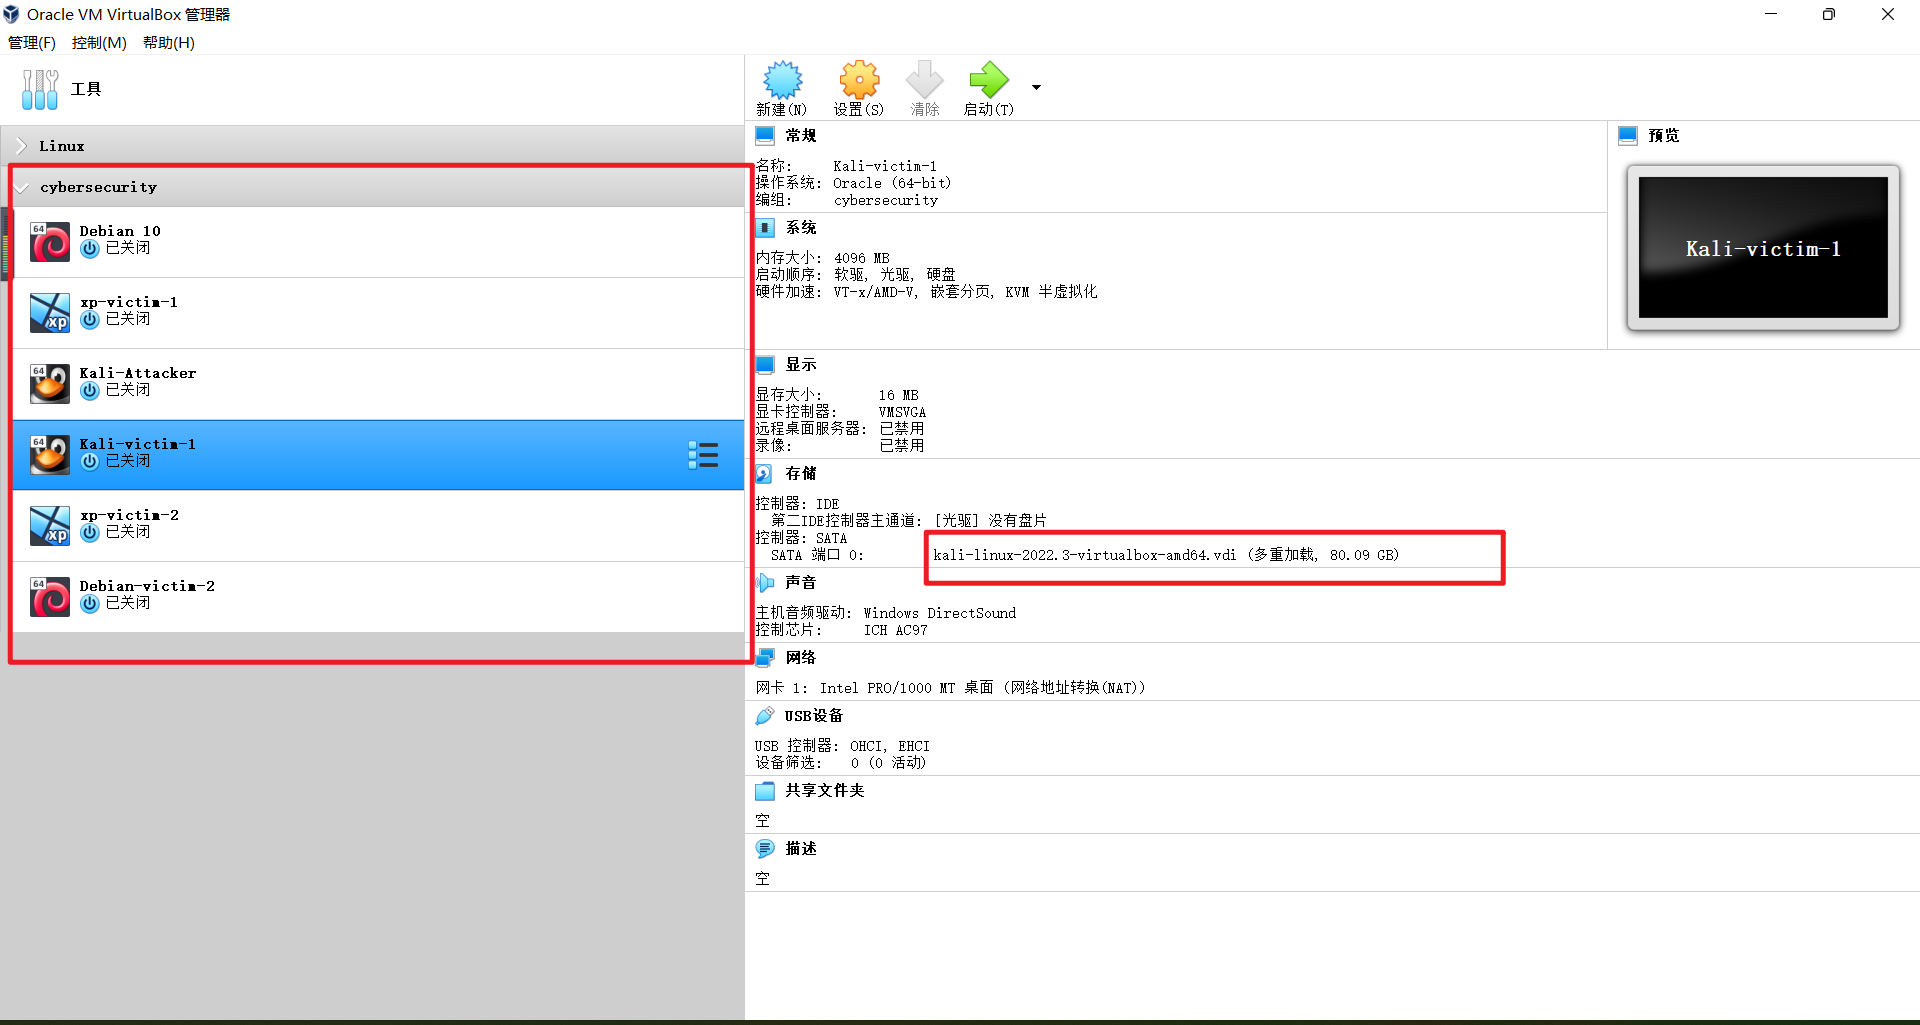 Oracle VM VirtualBox 管理器
管理(F) 控制(M) 帮助(H)
工具
Linux
cybersecurity
64
Debian 10
已关闭
xp
xp-victim-1
已关闭
64
Kali-Attacker
已关闭
64
Kali-victim-1
已关闭
xp
xp-victim-2
已关闭
64
Debian-victim-2
已关闭
新建(N) 设置(S) 清除 启动(T)
常规
名称: Kali-victim-1
操作系统: Oracle (64-bit)
编组: cybersecurity
预览
Kali-victim-1
系统
内存大小: 4096 MB
启动顺序: 软驱, 光驱, 硬盘
硬件加速: VT-x/AMD-V, 嵌套分页, KVM 半虚拟化
显示
显存大小: 16 MB
显卡控制器: VMSVGA
远程桌面服务器: 已禁用
录像: 已禁用
存储
控制器: IDE
第二IDE控制器主通道: [光驱] 没有盘片
控制器: SATA
SATA 端口 0: kali-linux-2022.3-virtualbox-amd64.vdi (多重加载, 80.09 GB)
声音
主机音频驱动: Windows DirectSound
控制芯片: ICH AC97
网络
网卡 1: Intel PRO/1000 MT 桌面 (网络地址转换(NAT))
USB设备
USB 控制器: OHCI, EHCI
设备筛选: 0 (0 活动)
共享文件夹
空
描述
空